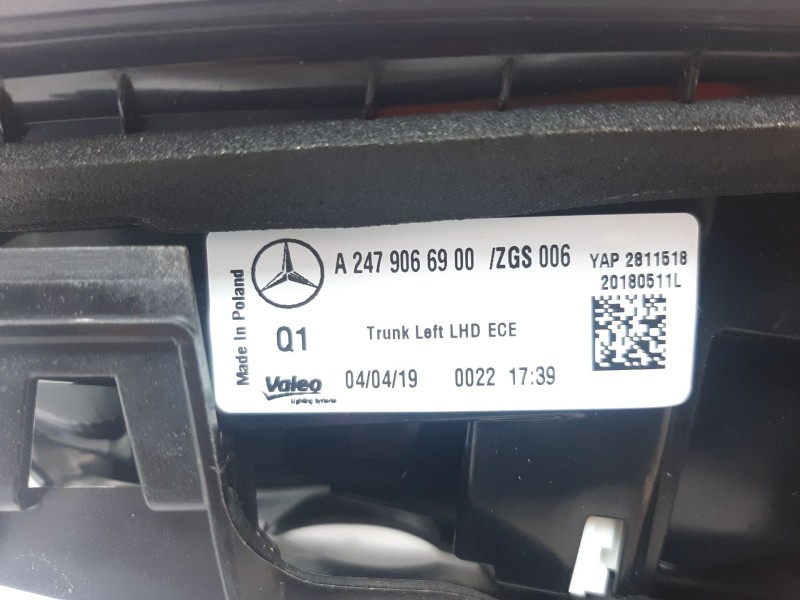 Made In Poland
A 247 906 69 00 /ZGS 006
YAP 2811518
20180511L
Q1
Trunk Left LHD ECE
Valeo
Lighting Systems
04/04/19 0022 17:39